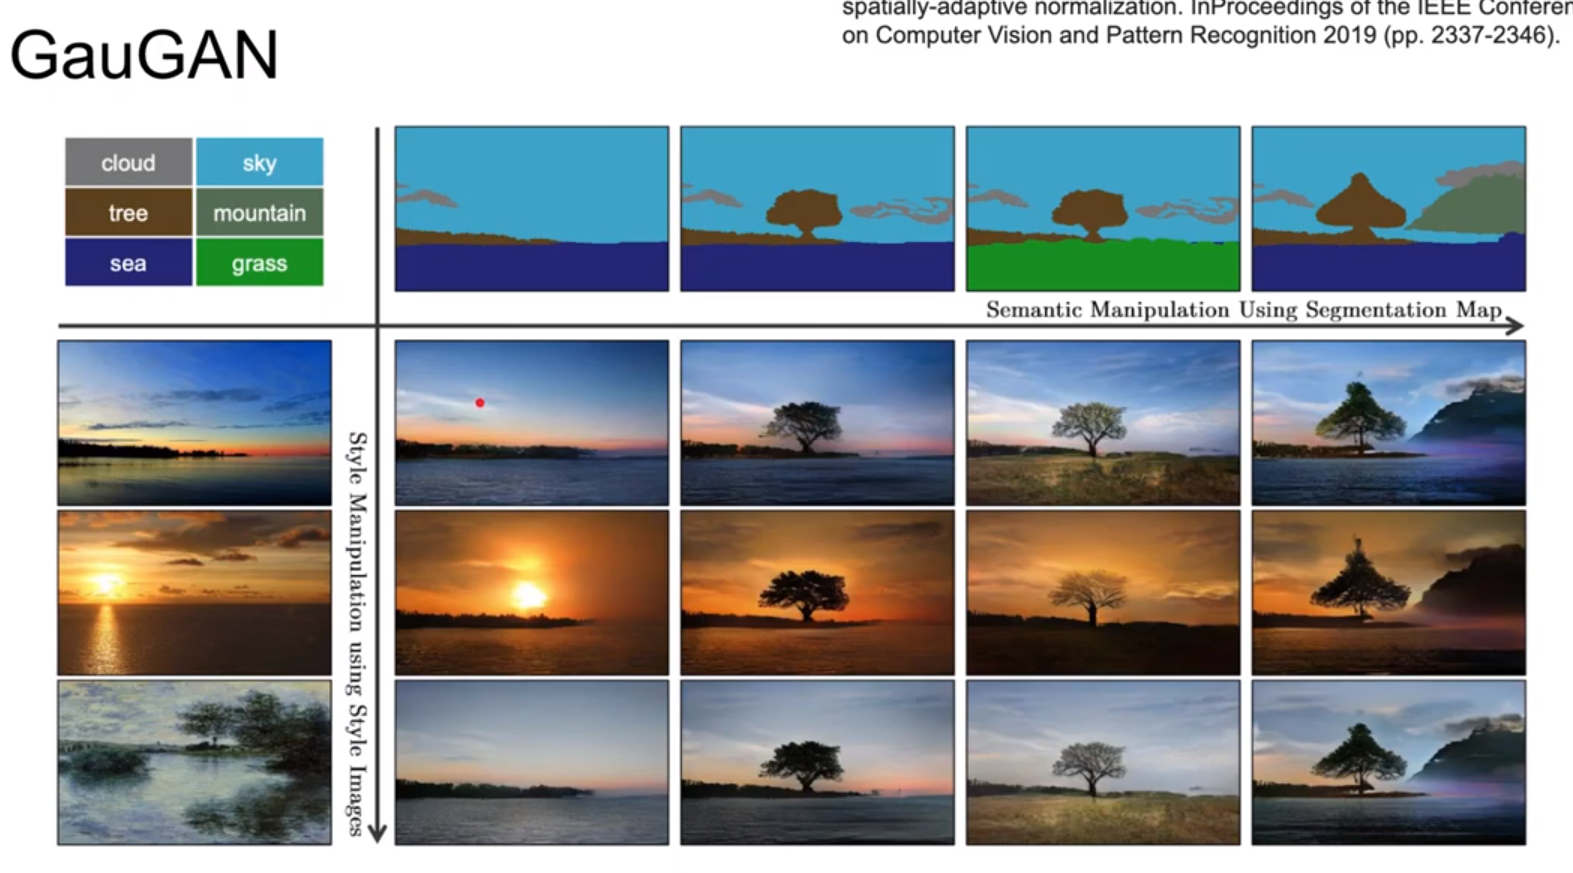 spatially-adaptive normalization. InProceedings of the IEEE Conferen
on Computer Vision and Pattern Recognition 2019 (pp. 2337-2346).
GauGAN
cloud
sky
tree
mountain
sea
grass
Semantic Manipulation Using Segmentation Map
Style Manipulation using Style Images